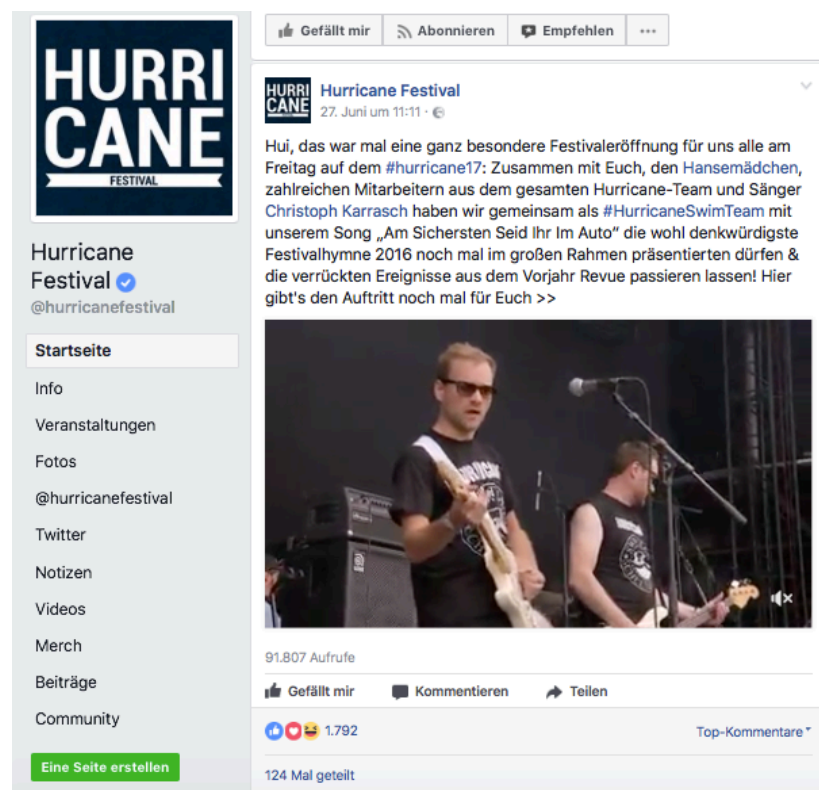 HURRI
CANE
FESTIVAL
Hurricane
Festival
@hurricanefestival
Startseite
Info
Veranstaltungen
Fotos
@hurricanefestival
Twitter
Notizen
Videos
Merch
Beiträge
Community
Eine Seite erstellen
Gefällt mir
Abonnieren
Empfehlen
HURRI
CANE
Hurricane Festival
27. Juni um 11:11 ·
Hui, das war mal eine ganz besondere Festivaleröffnung für uns alle am
Freitag auf dem #hurricane17: Zusammen mit Euch, den Hansemädchen,
zahlreichen Mitarbeitern aus dem gesamten Hurricane-Team und Sänger
Christoph Karrasch haben wir gemeinsam als #HurricaneSwimTeam mit
unserem Song „Am Sichersten Seid Ihr Im Auto“ die wohl denkwürdigste
Festivalhymne 2016 noch mal im großen Rahmen präsentierten dürfen &
die verrückten Ereignisse aus dem Vorjahr Revue passieren lassen! Hier
gibt's den Auftritt noch mal für Euch >>
91.807 Aufrufe
Gefällt mir
Kommentieren
Teilen
1.792
Top-Kommentare
124 Mal geteilt